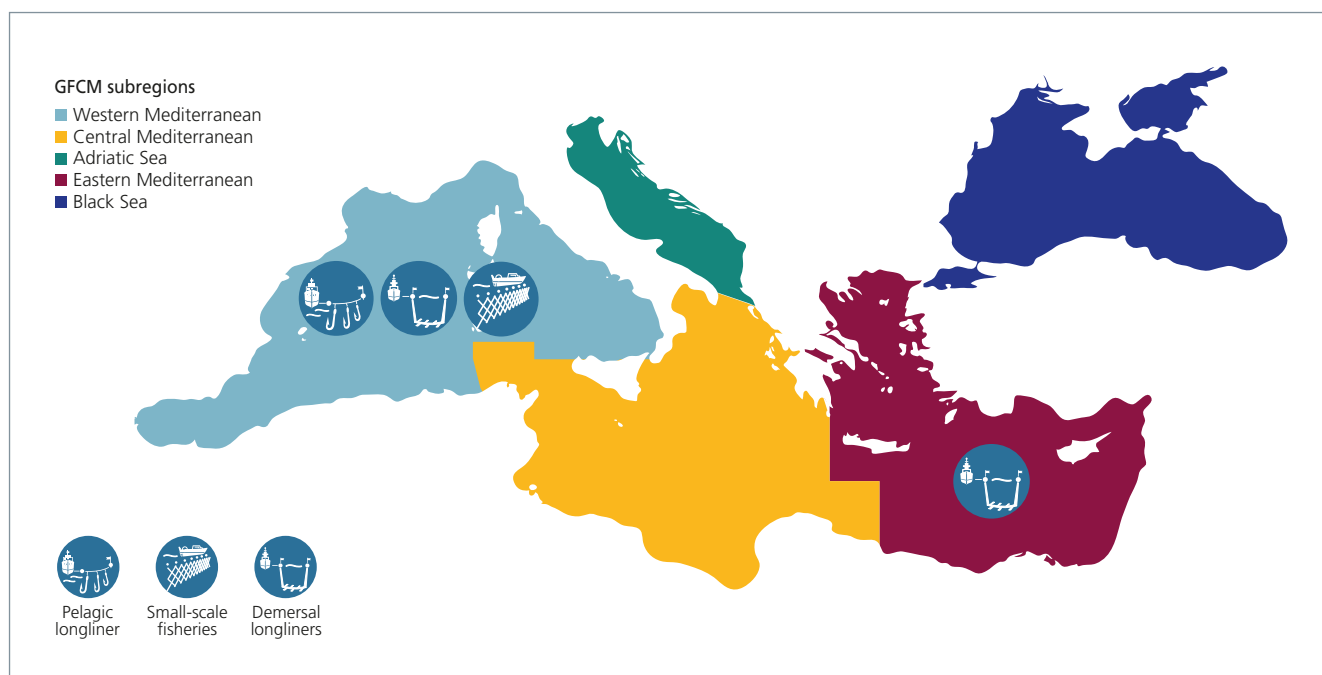 GFCM subregions
Western Mediterranean
Central Mediterranean
Adriatic Sea
Eastern Mediterranean
Black Sea
Pelagic
longliner
Small-scale
fisheries
Demersal
longliners